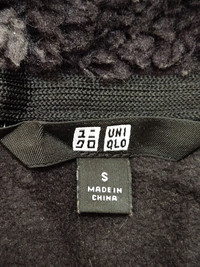 ユニ UNI
クロ QLO
S
MADE IN
CHINA